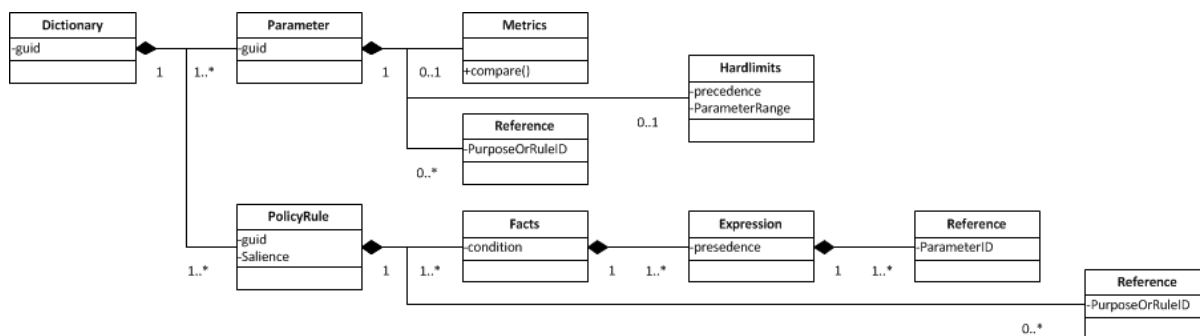 Dictionary
-guid
1
1..*
Parameter
-guid
1
0..1
Metrics
+compare()
Hardlimits
-precedence
-ParameterRange
0..1
Reference
-PurposeOrRuleID
0..*
PolicyRule
-guid
-Salience
1..*
1
1..*
Facts
-condition
1
1..*
Expression
-presedence
1
1..*
Reference
-ParameterID
Reference
-PurposeOrRuleID
0..*